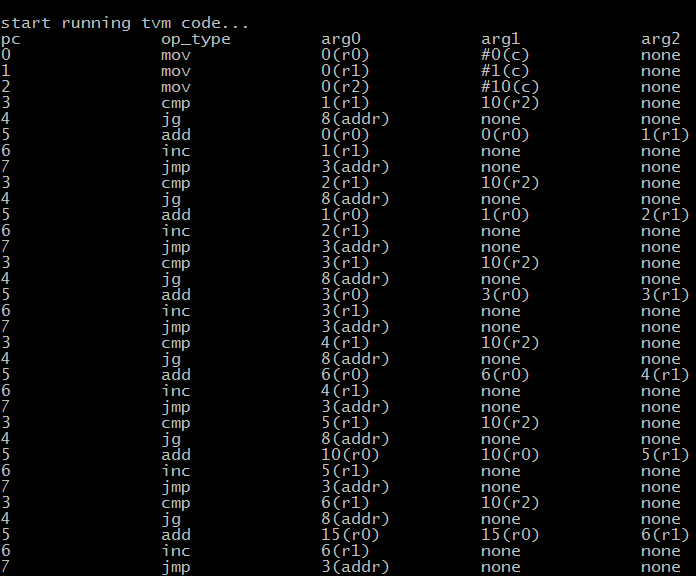 start running tvm code...
pc op_type arg0 arg1 arg2
0 mov 0(r0) #0(c) none
1 mov 0(r1) #1(c) none
2 mov 0(r2) #10(c) none
3 cmp 1(r1) 10(r2) none
4 jg 8(addr) none none
5 add 0(r0) 0(r0) 1(r1)
6 inc 1(r1) none none
7 jmp 3(addr) none none
3 cmp 2(r1) 10(r2) none
4 jg 8(addr) none none
5 add 1(r0) 1(r0) 2(r1)
6 inc 2(r1) none none
7 jmp 3(addr) none none
3 cmp 3(r1) 10(r2) none
4 jg 8(addr) none none
5 add 3(r0) 3(r0) 3(r1)
6 inc 3(r1) none none
7 jmp 3(addr) none none
3 cmp 4(r1) 10(r2) none
4 jg 8(addr) none none
5 add 6(r0) 6(r0) 4(r1)
6 inc 4(r1) none none
7 jmp 3(addr) none none
3 cmp 5(r1) 10(r2) none
4 jg 8(addr) none none
5 add 10(r0) 10(r0) 5(r1)
6 inc 5(r1) none none
7 jmp 3(addr) none none
3 cmp 6(r1) 10(r2) none
4 jg 8(addr) none none
5 add 15(r0) 15(r0) 6(r1)
6 inc 6(r1) none none
7 jmp 3(addr) none none